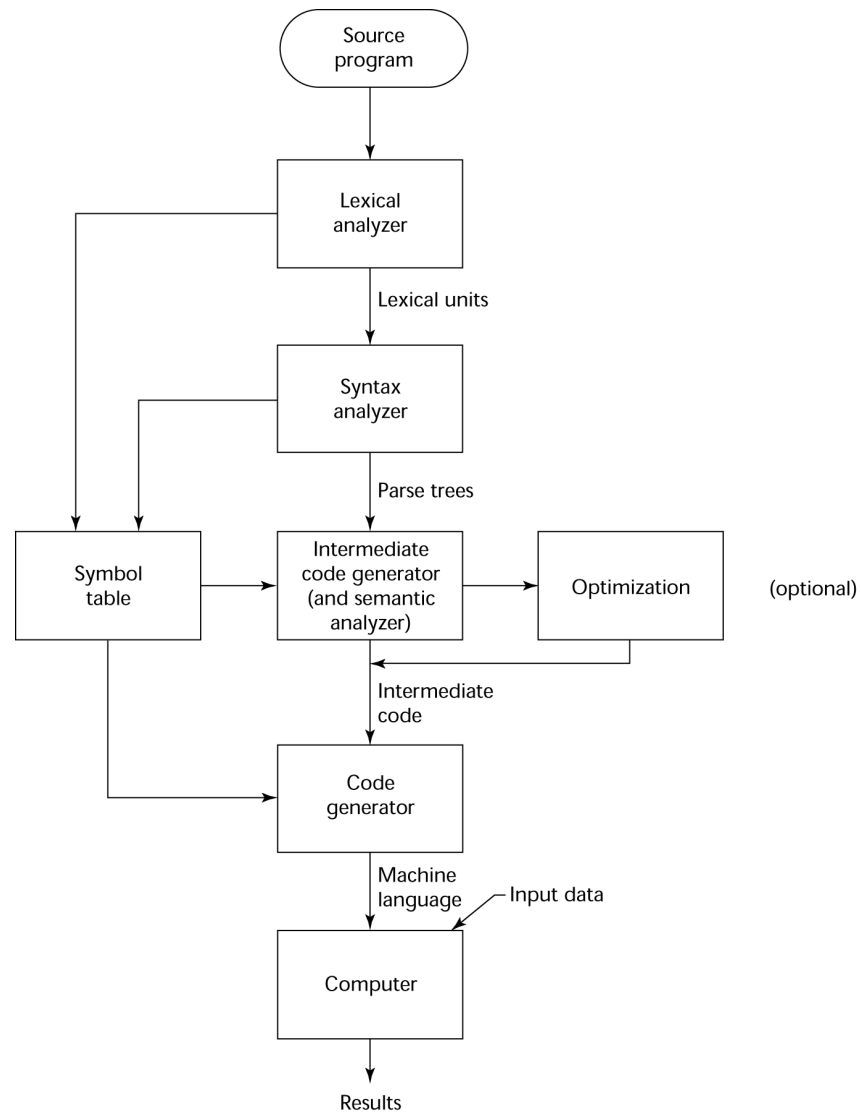 Source
program
Lexical
analyzer
Lexical units
Syntax
analyzer
Parse trees
Symbol
table
Intermediate
code generator
(and semantic
analyzer)
Optimization
(optional)
Intermediate
code
Code
generator
Machine
language
Input data
Computer
Results